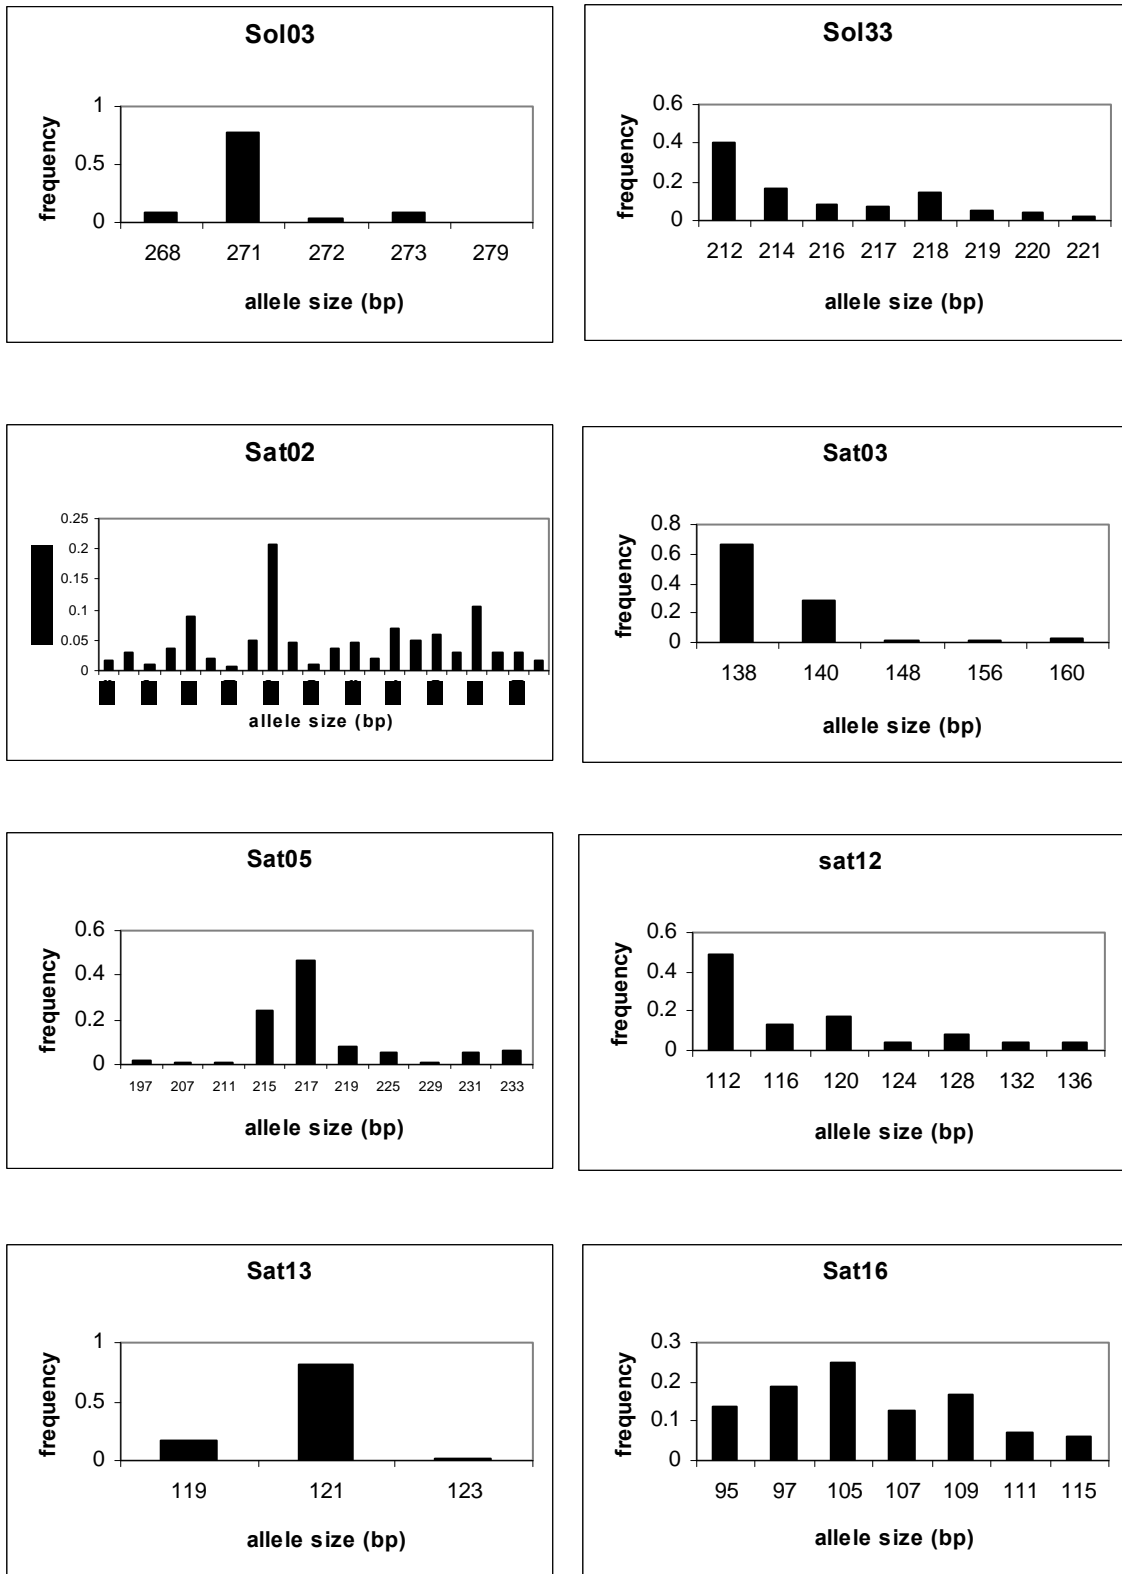 Sol03
frequency
1
0.5
0
268 271 272 273 279
allele size (bp)
Sol33
frequency
0.6
0.4
0.2
0
212 214 216 217 218 219 220 221
allele size (bp)
Sat02
0.25
0.2
0.15
0.1
0.05
0
allele size (bp)
Sat03
frequency
0.8
0.6
0.4
0.2
0
138 140 148 156 160
allele size (bp)
Sat05
frequency
0.6
0.4
0.2
0
197 207 211 215 217 219 225 229 231 233
allele size (bp)
sat12
frequency
0.6
0.4
0.2
0
112 116 120 124 128 132 136
allele size (bp)
Sat13
frequency
1
0.5
0
119 121 123
allele size (bp)
Sat16
frequency
0.3
0.2
0.1
0
95 97 105 107 109 111 115
allele size (bp)